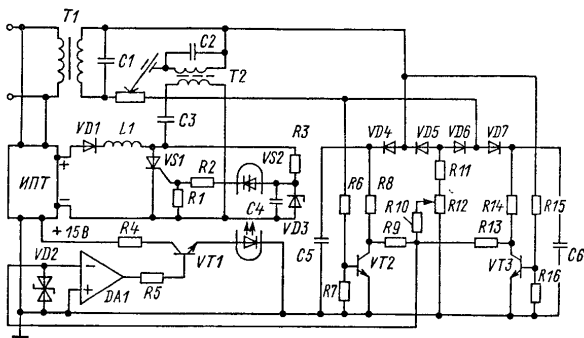 T1
C1
C2
T2
C3
VD1
L1
R3
VS1
R2
VS2
VD4
VD5
VD6
VD7
ИПТ
+
−
R1
C4
VD3
R6
R8
R11
R10
R12
R14
R15
+15В
R4
VT1
C5
R9
R13
C6
VD2
−
+
DA1
R5
R7
VT2
VT3
R16